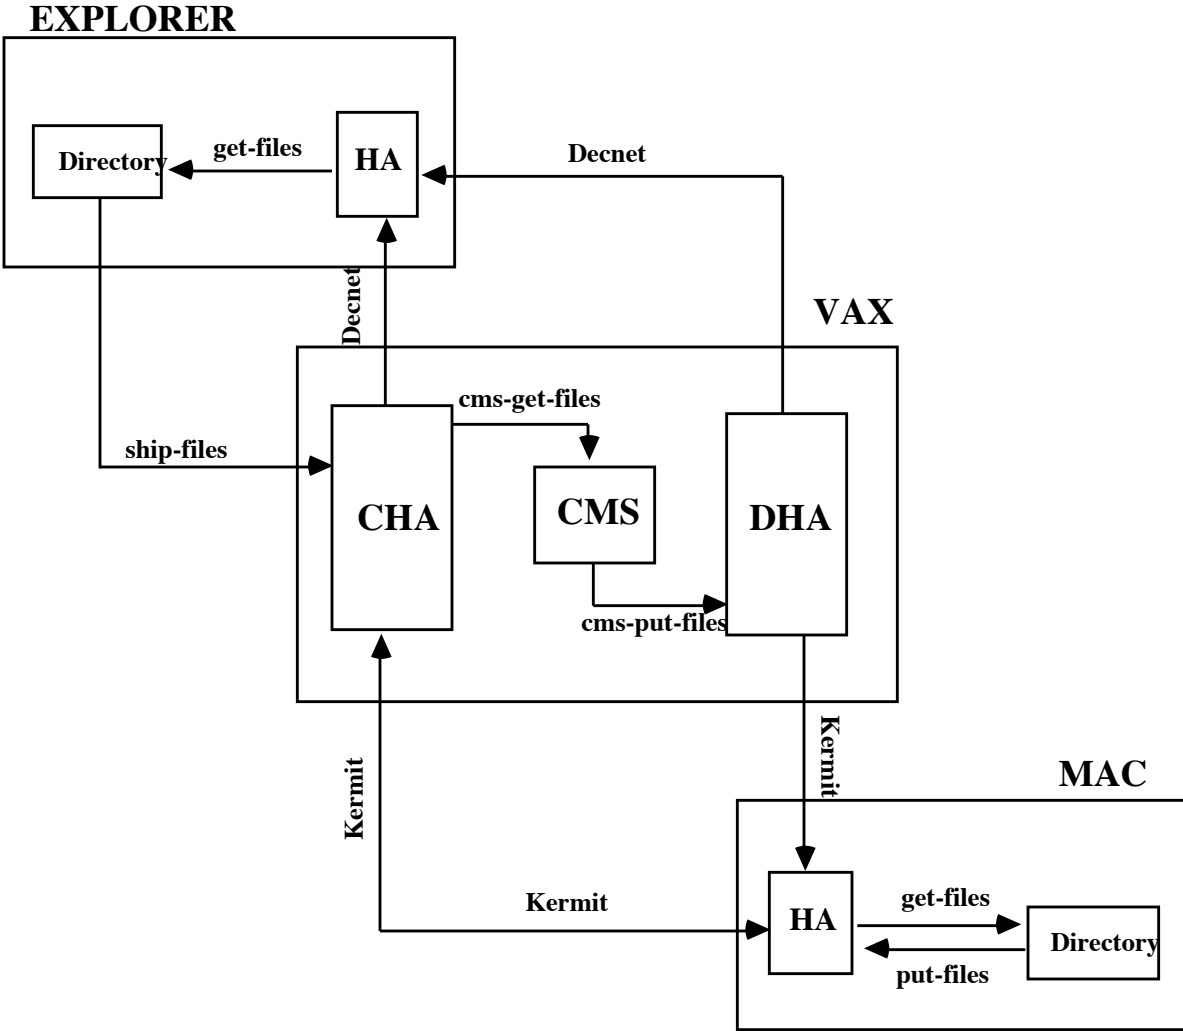 EXPLORER
Directory
get-files
HA
Decnet
Decnet
VAX
cms-get-files
ship-files
CHA
CMS
DHA
cms-put-files
Kermit
Kermit
MAC
Kermit
HA
get-files
Directory
put-files